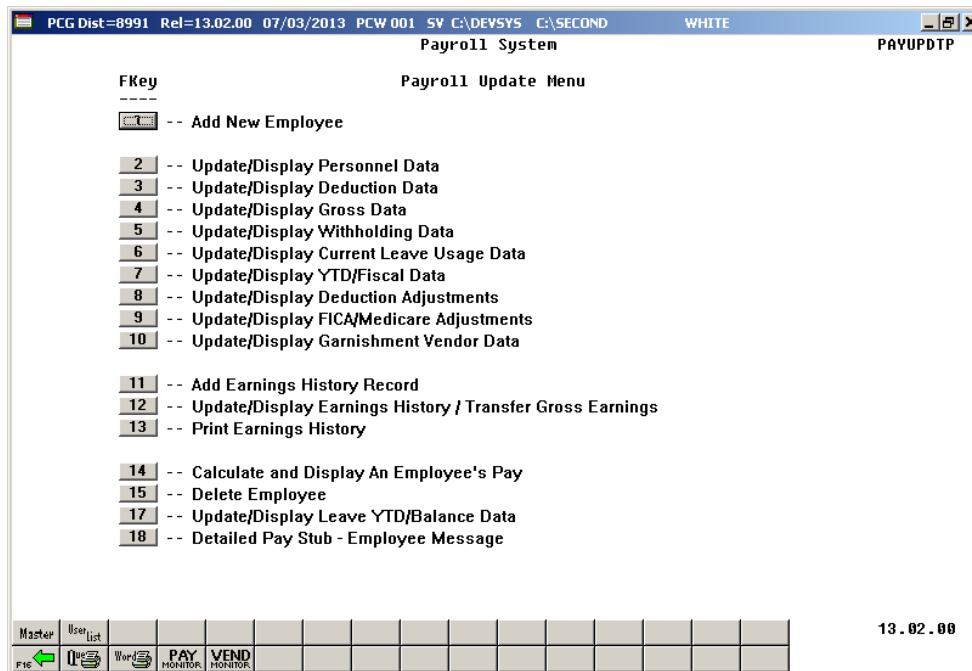 PCG Dist=8991 Rel=13.02.00 07/03/2013 PCW 001 SV C:\DEVSYS C:\SECOND WHITE
Payroll System PAYUPDTP
FKey Payroll Update Menu
----
1 -- Add New Employee
2 -- Update/Display Personnel Data
3 -- Update/Display Deduction Data
4 -- Update/Display Gross Data
5 -- Update/Display Withholding Data
6 -- Update/Display Current Leave Usage Data
7 -- Update/Display YTD/Fiscal Data
8 -- Update/Display Deduction Adjustments
9 -- Update/Display FICA/Medicare Adjustments
10 -- Update/Display Garnishment Vendor Data
11 -- Add Earnings History Record
12 -- Update/Display Earnings History / Transfer Gross Earnings
13 -- Print Earnings History
14 -- Calculate and Display An Employee's Pay
15 -- Delete Employee
17 -- Update/Display Leave YTD/Balance Data
18 -- Detailed Pay Stub - Employee Message
Master User List 13.02.00
F16 Que Word PAY MONITOR VEND MONITOR